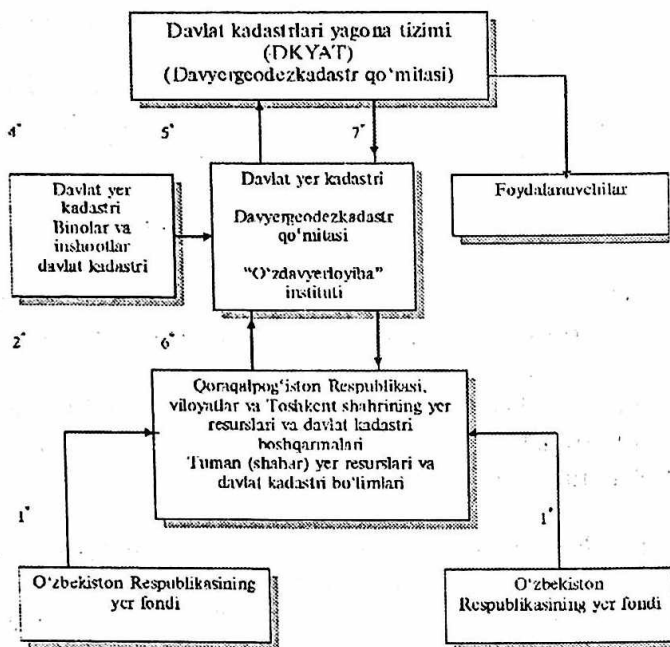 Davlat kadastrlari yagona tizimi
(DKYAT)
(Davyergeodezkadastr qo‘mitasi)
4*
5*
7*
Davlat yer
kadastri
Binolar va
inshootlar
davlat kadastri
Davlat yer kadastri
Davyergeodezkadastr
qo‘mitasi
"O‘zdavyerloyiha"
instituti
Foydalanuvchilar
2*
6*
Qoraqalpog‘iston Respublikasi,
viloyatlar va Toshkent shahrining yer
resurslari va davlat kadastri
boshqarmalari
Tuman (shahar) yer resurslari va
davlat kadastri bo‘limlari
1*
1*
O‘zbekiston Respublikasining
yer fondi
O‘zbekiston
Respublikasining yer fondi